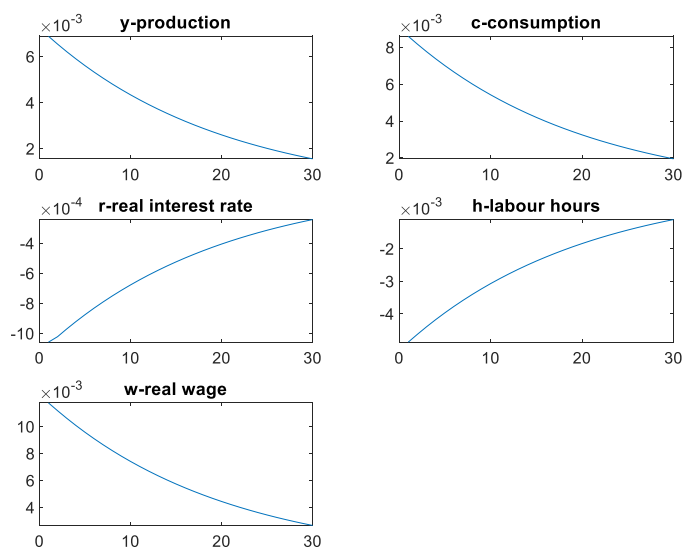 ×10-3
y-production
6
4
2
0 10 20 30
×10-3
c-consumption
8
6
4
2
0 10 20 30
×10-4
r-real interest rate
-4
-6
-8
-10
0 10 20 30
×10-3
h-labour hours
-2
-3
-4
0 10 20 30
×10-3
w-real wage
10
8
6
4
0 10 20 30